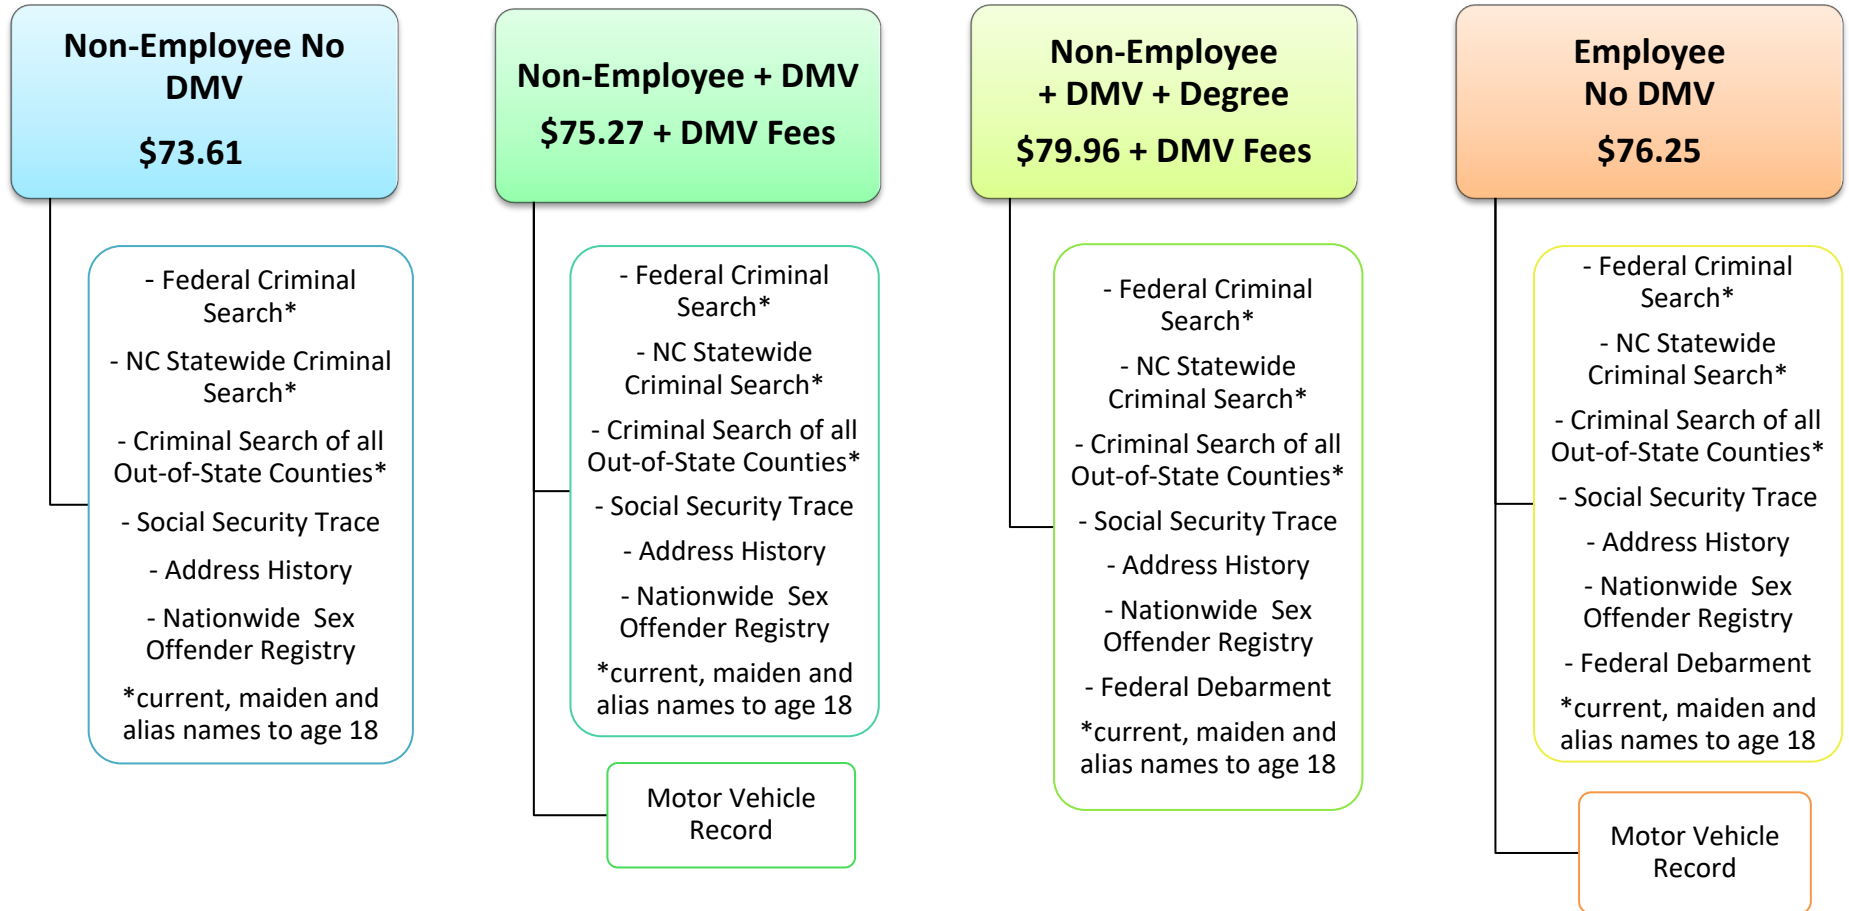 Non-Employee No
DMV
$73.61
- Federal Criminal
Search*
- NC Statewide Criminal
Search*
- Criminal Search of all
Out-of-State Counties*
- Social Security Trace
- Address History
- Nationwide  Sex
Offender Registry
*current, maiden and
alias names to age 18
Non-Employee + DMV
$75.27 + DMV Fees
- Federal Criminal
Search*
- NC Statewide
Criminal Search*
- Criminal Search of all
Out-of-State Counties*
- Social Security Trace
- Address History
- Nationwide  Sex
Offender Registry
*current, maiden and
alias names to age 18
Motor Vehicle
Record
Non-Employee
+ DMV + Degree
$79.96 + DMV Fees
- Federal Criminal
Search*
- NC Statewide
Criminal Search*
- Criminal Search of all
Out-of-State Counties*
- Social Security Trace
- Address History
- Nationwide  Sex
Offender Registry
- Federal Debarment
*current, maiden and
alias names to age 18
Employee
No DMV
$76.25
- Federal Criminal
Search*
- NC Statewide
Criminal Search*
- Criminal Search of all
Out-of-State Counties*
- Social Security Trace
- Address History
- Nationwide  Sex
Offender Registry
- Federal Debarment
*current, maiden and
alias names to age 18
Motor Vehicle
Record